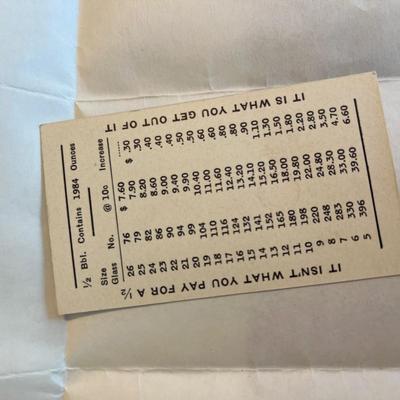 ½ Bbl. Contains 1984 Ounces
Size Glass No. @ 10c Increase
26 76 $ 7.60 ......
25 79 7.90 $ .30
24 82 8.20 .30
23 86 8.60 .40
22 90 9.00 .40
21 94 9.40 .40
20 99 9.90 .50
19 104 10.40 .50
18 110 11.00 .60
17 116 11.60 .60
16 124 12.40 .80
15 132 13.20 .80
14 141 14.10 .90
13 152 15.20 1.10
12 165 16.50 1.30
11 180 18.00 1.50
10 198 19.80 1.80
9 220 22.00 2.20
8 248 24.80 2.80
7 283 28.30 3.50
6 330 33.00 4.70
5 396 39.60 6.60
IT ISN'T WHAT YOU PAY FOR A ½
IT IS WHAT YOU GET OUT OF IT